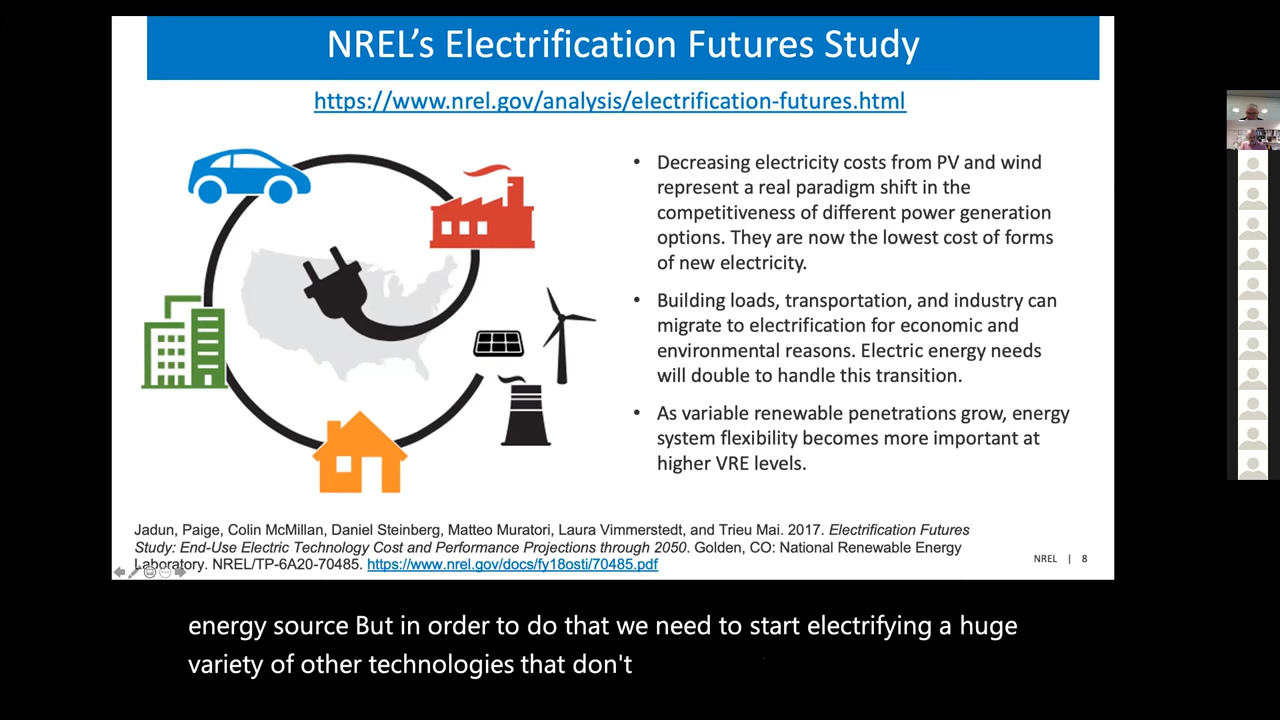 NREL's Electrification Futures Study
https://www.nrel.gov/analysis/electrification-futures.html
• Decreasing electricity costs from PV and wind
represent a real paradigm shift in the
competitiveness of different power generation
options. They are now the lowest cost of forms
of new electricity.
• Building loads, transportation, and industry can
migrate to electrification for economic and
environmental reasons. Electric energy needs
will double to handle this transition.
• As variable renewable penetrations grow, energy
system flexibility becomes more important at
higher VRE levels.
Jadun, Paige, Colin McMillan, Daniel Steinberg, Matteo Muratori, Laura Vimmerstedt, and Trieu Mai. 2017. Electrification Futures
Study: End-Use Electric Technology Cost and Performance Projections through 2050. Golden, CO: National Renewable Energy
Laboratory. NREL/TP-6A20-70485. https://www.nrel.gov/docs/fy18osti/70485.pdf
NREL | 8
energy source But in order to do that we need to start electrifying a huge
variety of other technologies that don't